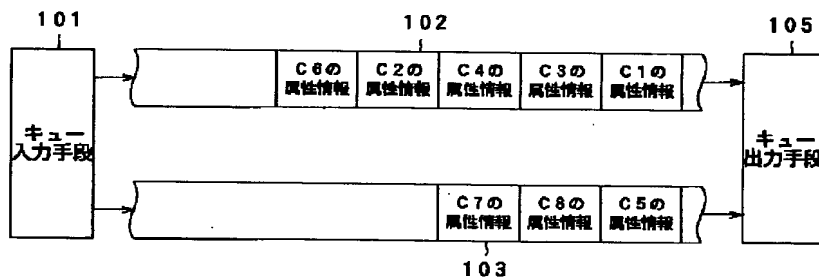 101
102
105
キュー
入力手段
C6の
属性情報
C2の
属性情報
C4の
属性情報
C3の
属性情報
C1の
属性情報
キュー
出力手段
C7の
属性情報
C8の
属性情報
C5の
属性情報
103